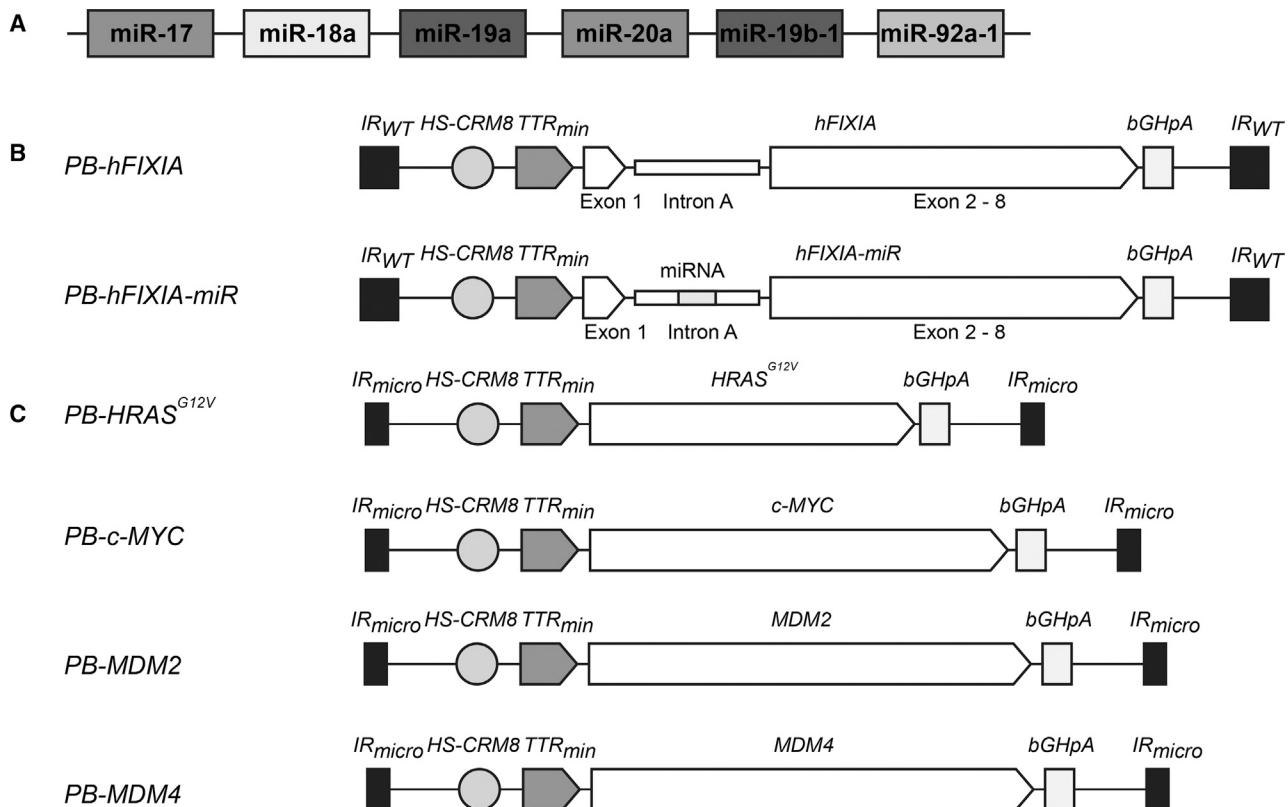 A
miR-17 miR-18a miR-19a miR-20a miR-19b-1 miR-92a-1
IRWT HS-CRM8 TTRmin hFIXIA bGHpA IRWT
B
PB-hFIXIA
Exon 1 Intron A Exon 2 - 8
IRWT HS-CRM8 TTRmin hFIXIA-miR bGHpA IRWT
miRNA
PB-hFIXIA-miR
Exon 1 Intron A Exon 2 - 8
IRmicro HS-CRM8 TTRmin HRASG12V bGHpA IRmicro
C PB-HRASG12V
IRmicro HS-CRM8 TTRmin c-MYC bGHpA IRmicro
PB-c-MYC
IRmicro HS-CRM8 TTRmin MDM2 bGHpA IRmicro
PB-MDM2
IRmicro HS-CRM8 TTRmin MDM4 bGHpA IRmicro
PB-MDM4